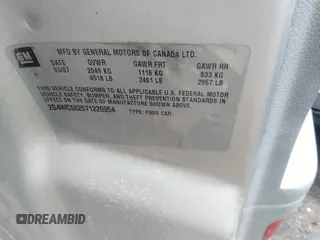 GM
MFD BY GENERAL MOTORS OF CANADA LTD.
DATE GVWR GAWR FRT GAWR RR
03/07 2049 KG 1116 KG 933 KG
4518 LB 2461 LB 2057 LB
THIS VEHICLE CONFORMS TO ALL APPLICABLE U.S. FEDERAL MOTOR
VEHICLE SAFETY, BUMPER, AND THEFT PREVENTION STANDARDS
IN EFFECT ON THE DATE OF MANUFACTURE SHOWN ABOVE.
2G4WC582571226954 TYPE: PASS CAR
DREAMBID